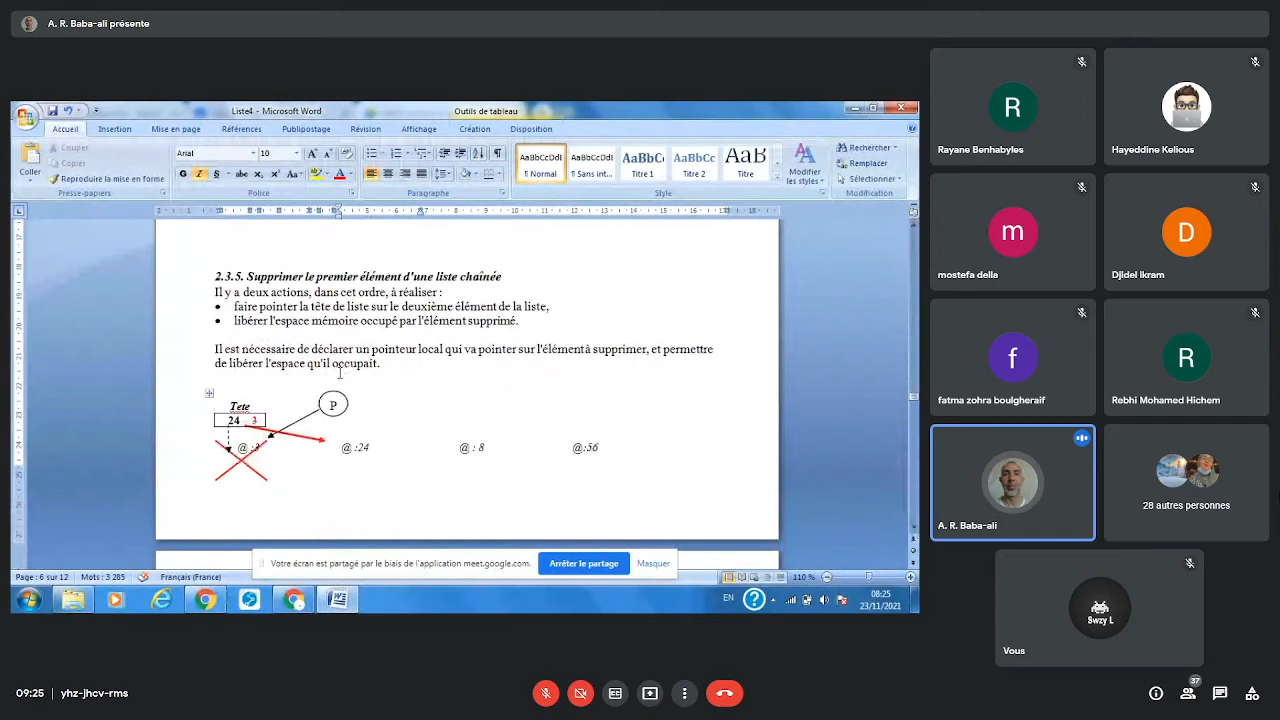 A. R. Baba-ali présente
Liste4 - Microsoft Word
Outils de tableau
Accueil Insertion Mise en page Références Publipostage Révision Affichage Création Disposition
Coller
Couper
Copier
Reproduire la mise en forme
Presse-papiers
Arial 10
Police
Paragraphe
AaBbCcDdI
¶ Normal
AaBbCcDdI
¶ Sans int...
AaBbC
Titre 1
AaBbCc
Titre 2
AaB
Titre
Modifier
les styles
Style
Rechercher
Remplacer
Sélectionner
Modification
2.3.5. Supprimer le premier élément d'une liste chaînée
Il y a deux actions, dans cet ordre, à réaliser :
• faire pointer la tête de liste sur le deuxième élément de la liste,
• libérer l'espace mémoire occupé par l'élément supprimé.
Il est nécessaire de déclarer un pointeur local qui va pointer sur l'élément à supprimer, et permettre
de libérer l'espace qu'il occupait.
Tete
P
24 3
@ :3 @ :24 @ : 8 @:56
Votre écran est partagé par le biais de l'application meet.google.com.
Arrêter le partage
Masquer
Page : 6 sur 12 Mots : 3 285 Français (France) 110 %
EN
08:25
23/11/2021
R
Rayane Benhabyles
Hayeddine Kelious
m
mostefa della
D
Djidel Ikram
f
fatma zohra boulgheraif
R
Rebhi Mohamed Hichem
A. R. Baba-ali
28 autres personnes
Swzy L
Vous
09:25 yhz-jhcv-rms
37